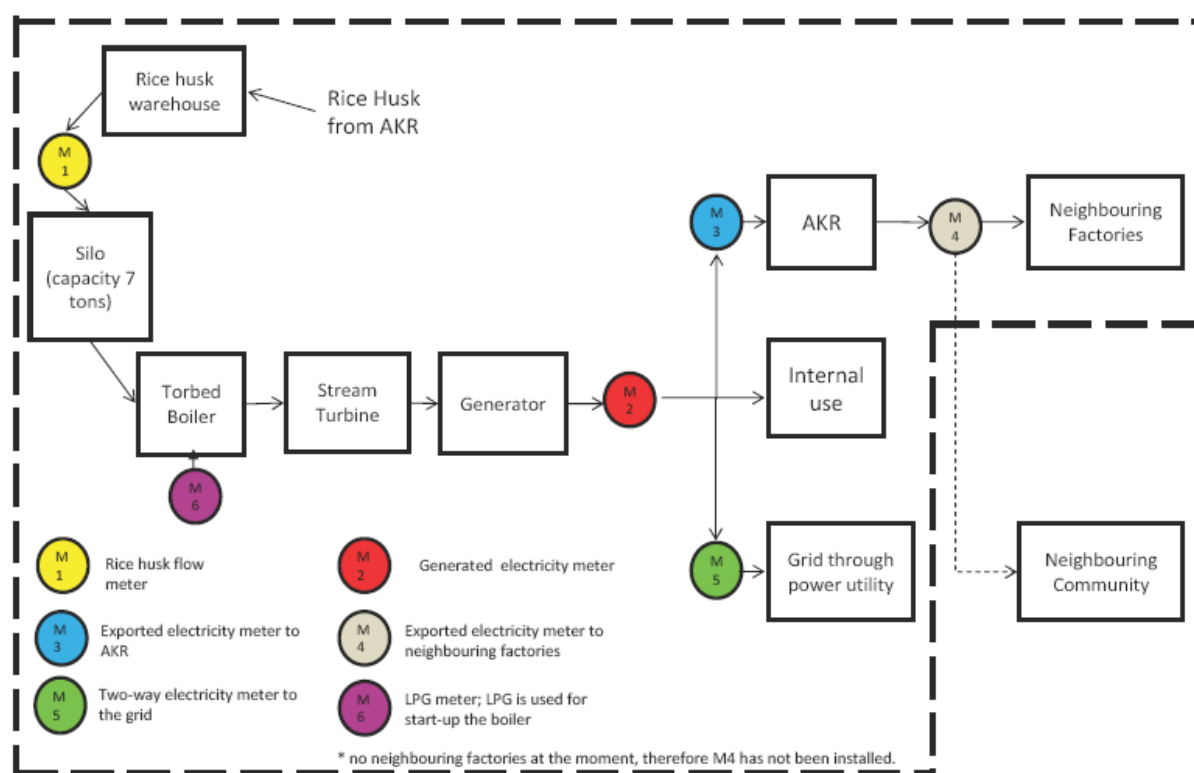 Rice husk
warehouse
Rice Husk
from AKR
M
1
Silo
(capacity 7
tons)
M
3
AKR
M
4
Neighbouring
Factories
Torbed
Boiler
Stream
Turbine
Generator
M
2
Internal
use
M
6
M
5
Grid through
power utility
Neighbouring
Community
M
1
Rice husk flow
meter
M
2
Generated electricity meter
M
3
Exported electricity meter to
AKR
M
4
Exported electricity meter to
neighbouring factories
M
5
Two-way electricity meter to
the grid
M
6
LPG meter; LPG is used for
start-up the boiler
* no neighbouring factories at the moment, therefore M4 has not been installed.